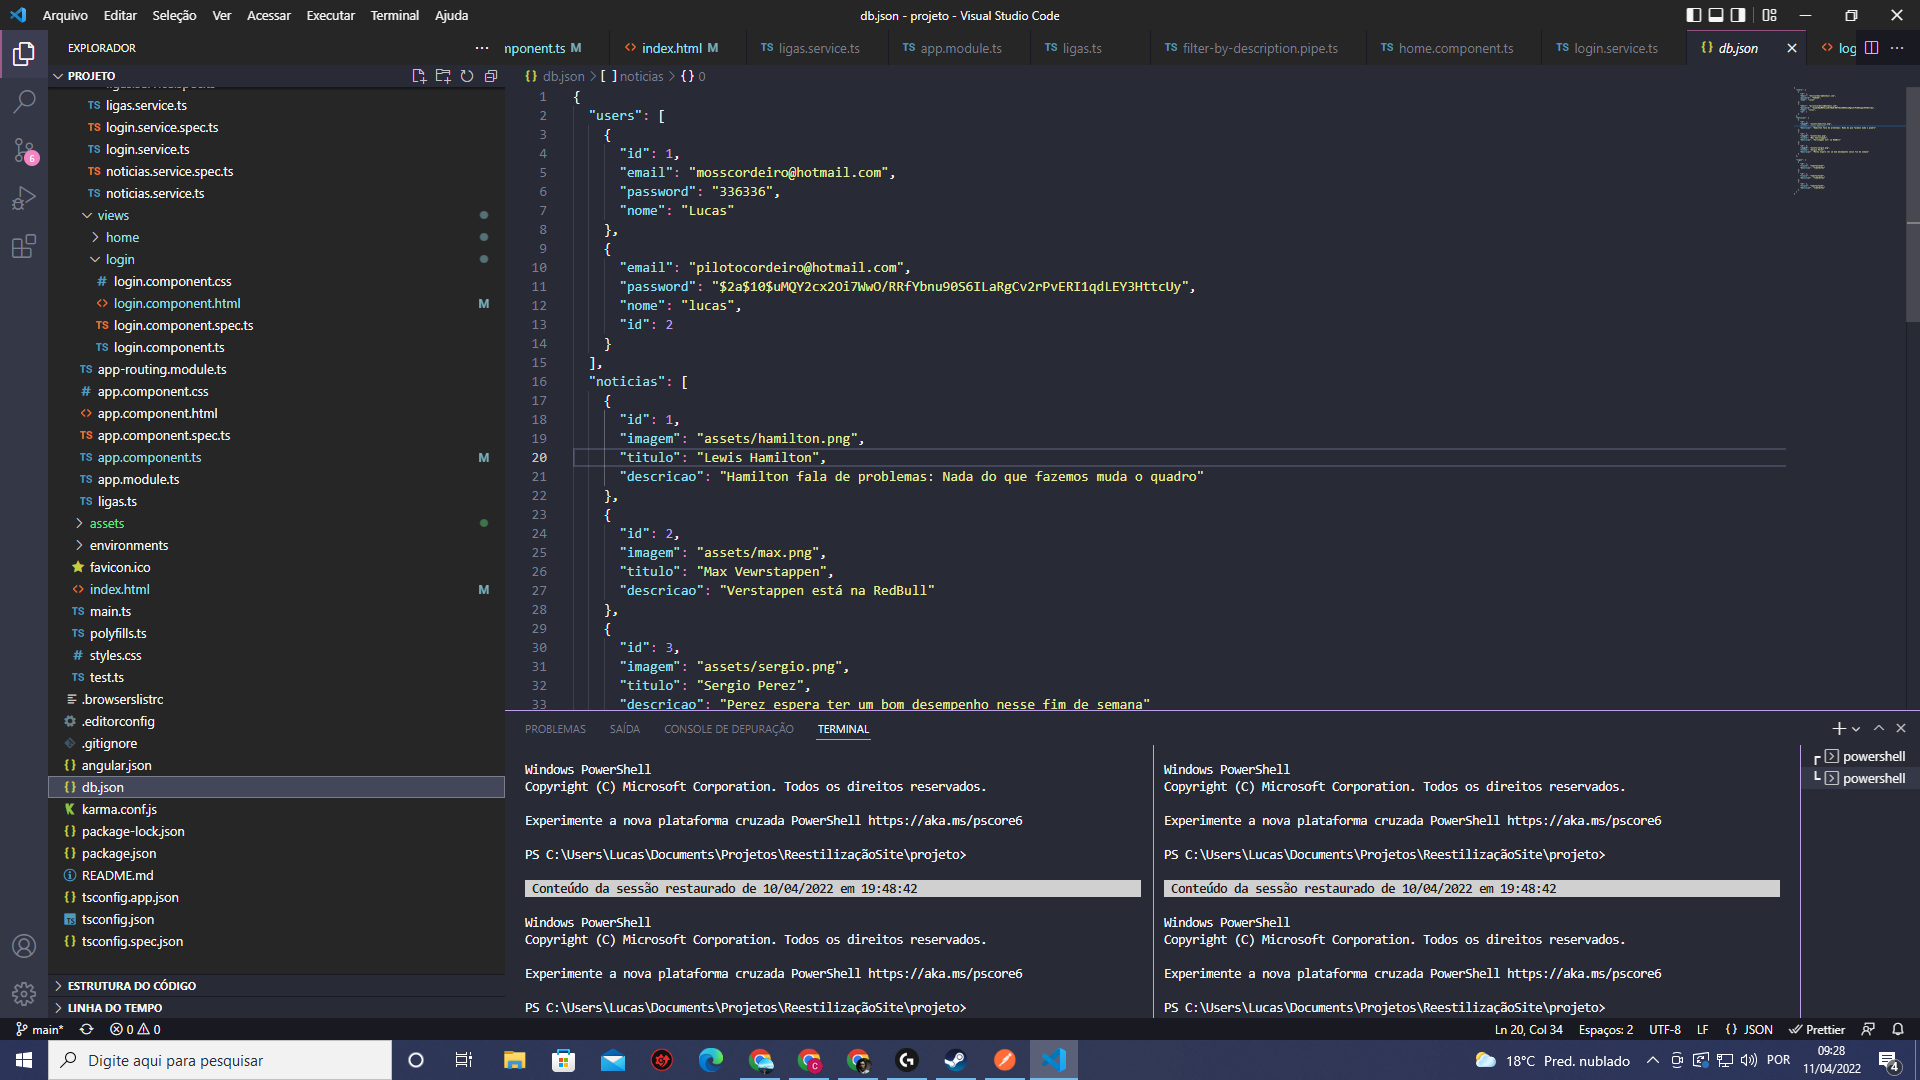 Arquivo Editar Seleção Ver Acessar Executar Terminal Ajuda
db.json - projeto - Visual Studio Code
EXPLORADOR
mponent.ts M
index.html M
ligas.service.ts
app.module.ts
ligas.ts
filter-by-description.pipe.ts
home.component.ts
login.service.ts
db.json
log
PROJETO
ligas.service.ts
login.service.spec.ts
login.service.ts
noticias.service.spec.ts
noticias.service.ts
views
home
login
login.component.css
login.component.html M
login.component.spec.ts
login.component.ts
app-routing.module.ts
app.component.css
app.component.html
app.component.spec.ts
app.component.ts M
app.module.ts
ligas.ts
assets
environments
favicon.ico
index.html M
main.ts
polyfills.ts
styles.css
test.ts
.browserslistrc
.editorconfig
.gitignore
angular.json
db.json
karma.conf.js
package-lock.json
package.json
README.md
tsconfig.app.json
tsconfig.json
tsconfig.spec.json
ESTRUTURA DO CÓDIGO
LINHA DO TEMPO
{} db.json > [ ] noticias > {} 0
1 {
2 "users": [
3 {
4 "id": 1,
5 "email": "mosscordeiro@hotmail.com",
6 "password": "336336",
7 "nome": "Lucas"
8 },
9 {
10 "email": "pilotocordeiro@hotmail.com",
11 "password": "$2a$10$uMQY2cx2Oi7WwO/RRfYbnu90S6ILaRgCv2rPvERI1qdLEY3HttcUy",
12 "nome": "lucas",
13 "id": 2
14 }
15 ],
16 "noticias": [
17 {
18 "id": 1,
19 "imagem": "assets/hamilton.png",
20 "titulo": "Lewis Hamilton",
21 "descricao": "Hamilton fala de problemas: Nada do que fazemos muda o quadro"
22 },
23 {
24 "id": 2,
25 "imagem": "assets/max.png",
26 "titulo": "Max Vewrstappen",
27 "descricao": "Verstappen está na RedBull"
28 },
29 {
30 "id": 3,
31 "imagem": "assets/sergio.png",
32 "titulo": "Sergio Perez",
33 "descricao": "Perez espera ter um bom desempenho nesse fim de semana"
PROBLEMAS SAÍDA CONSOLE DE DEPURAÇÃO TERMINAL
Windows PowerShell
Copyright (C) Microsoft Corporation. Todos os direitos reservados.
Experimente a nova plataforma cruzada PowerShell https://aka.ms/pscore6
PS C:\Users\Lucas\Documents\Projetos\ReestilizaçãoSite\projeto>
Conteúdo da sessão restaurado de 10/04/2022 em 19:48:42
Windows PowerShell
Copyright (C) Microsoft Corporation. Todos os direitos reservados.
Experimente a nova plataforma cruzada PowerShell https://aka.ms/pscore6
PS C:\Users\Lucas\Documents\Projetos\ReestilizaçãoSite\projeto>
Windows PowerShell
Copyright (C) Microsoft Corporation. Todos os direitos reservados.
Experimente a nova plataforma cruzada PowerShell https://aka.ms/pscore6
PS C:\Users\Lucas\Documents\Projetos\ReestilizaçãoSite\projeto>
Conteúdo da sessão restaurado de 10/04/2022 em 19:48:42
Windows PowerShell
Copyright (C) Microsoft Corporation. Todos os direitos reservados.
Experimente a nova plataforma cruzada PowerShell https://aka.ms/pscore6
PS C:\Users\Lucas\Documents\Projetos\ReestilizaçãoSite\projeto>
powershell
powershell
main* 0 0
Ln 20, Col 34 Espaços: 2 UTF-8 LF {} JSON Prettier
Digite aqui para pesquisar
18°C Pred. nublado
POR
09:28
11/04/2022
4